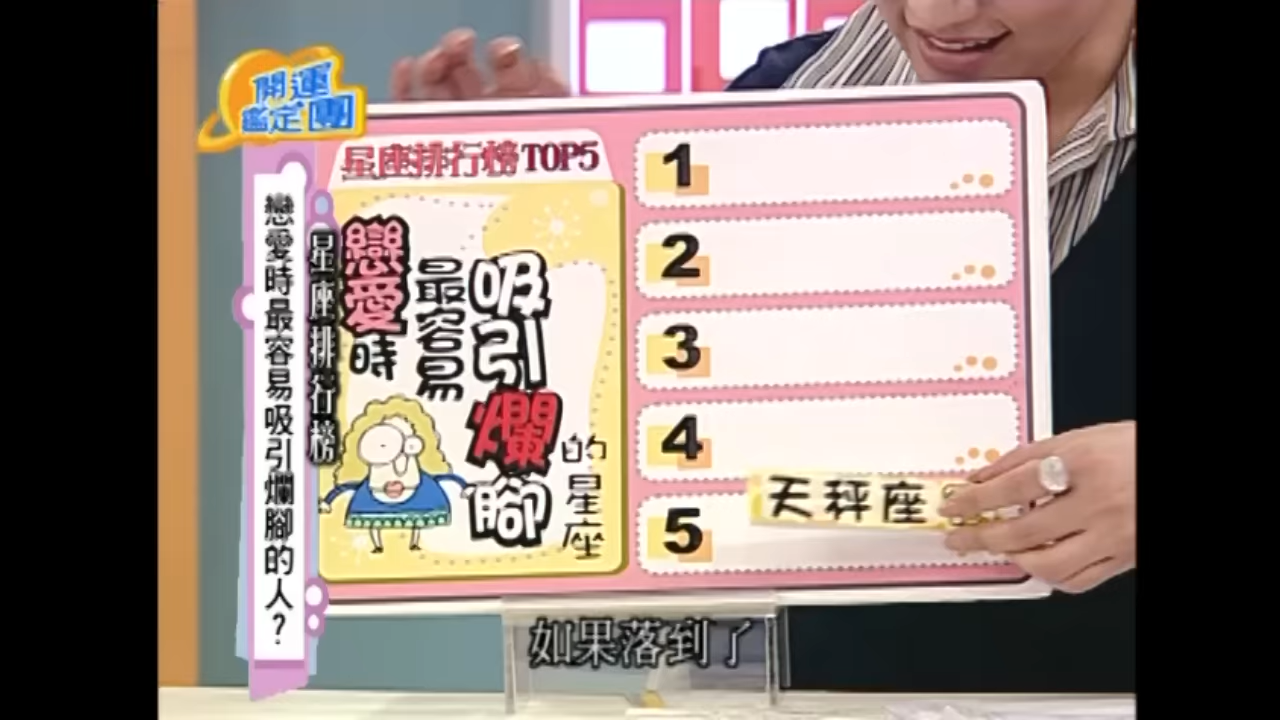 開運
鑑定團
戀愛時最容易吸引爛腳的人？
星座排行榜
星座排行榜TOP5
戀愛時
最容易
吸引爛腳
的星座
1
2
3
4
5
天秤座
如果落到了